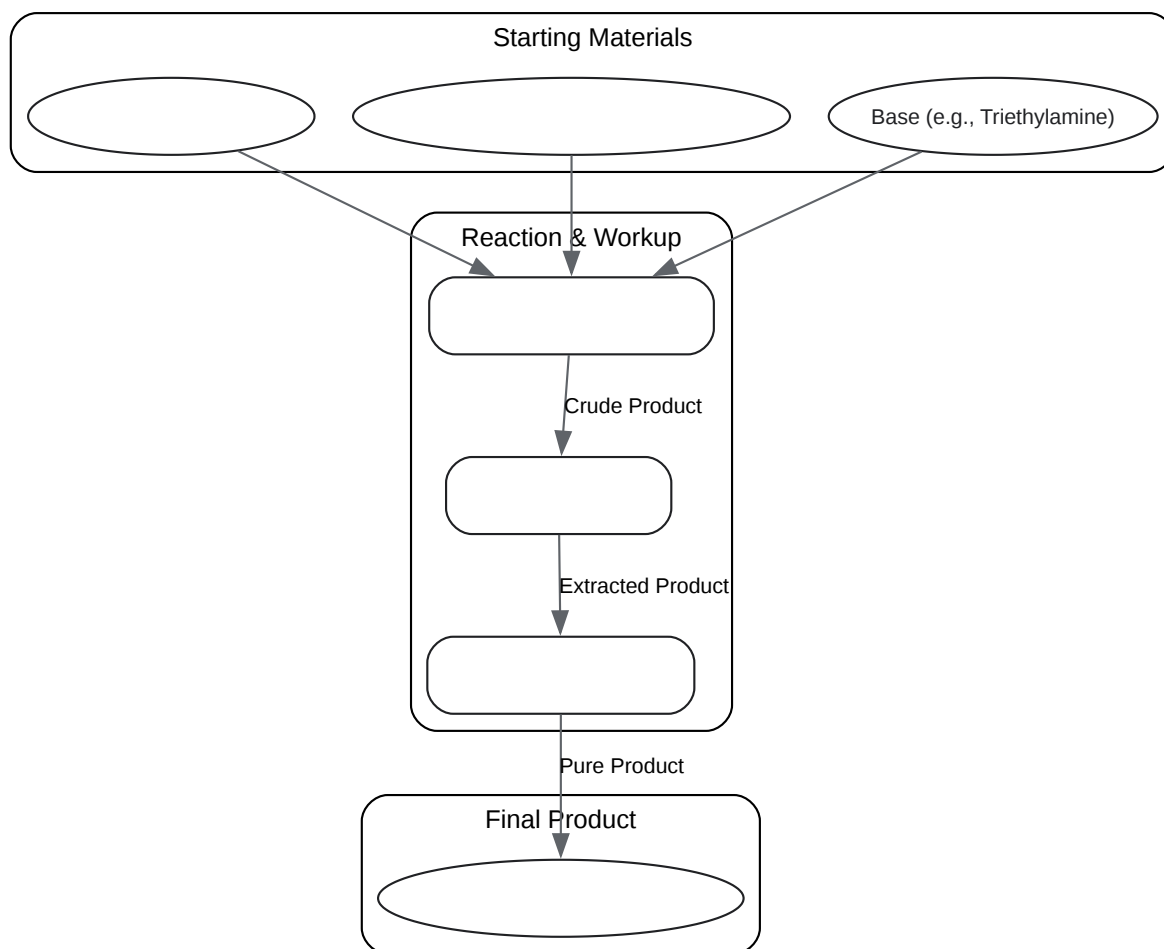 Starting Materials
Base (e.g., Triethylamine)
Reaction & Workup
Crude Product
Extracted Product
Pure Product
Final Product